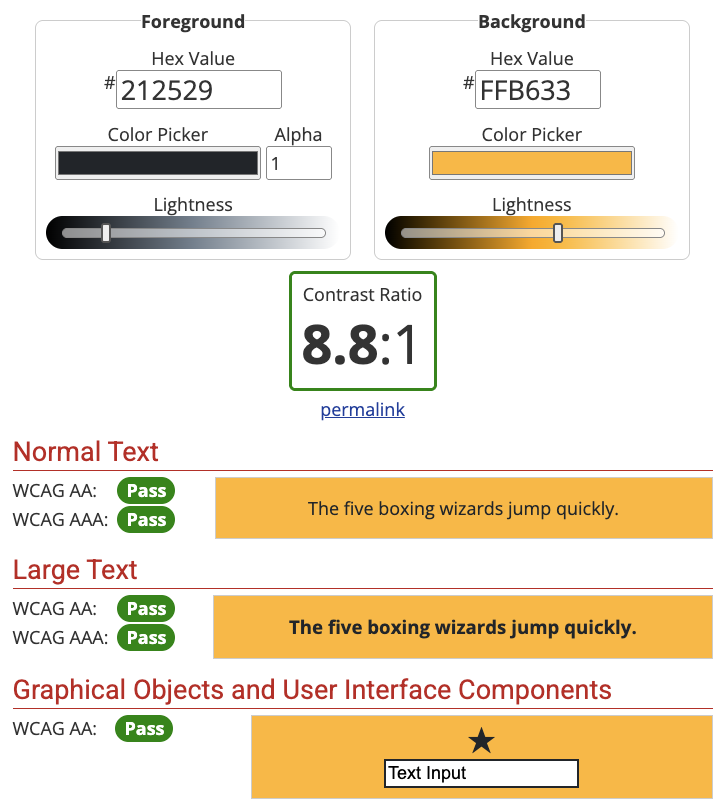 Foreground Background
Hex Value Hex Value
# 212529 # FFB633
Color Picker Alpha Color Picker
1
Lightness Lightness
Contrast Ratio
8.8:1
permalink
Normal Text
WCAG AA: Pass
WCAG AAA: Pass
The five boxing wizards jump quickly.
Large Text
WCAG AA: Pass
WCAG AAA: Pass
The five boxing wizards jump quickly.
Graphical Objects and User Interface Components
WCAG AA: Pass
Text Input